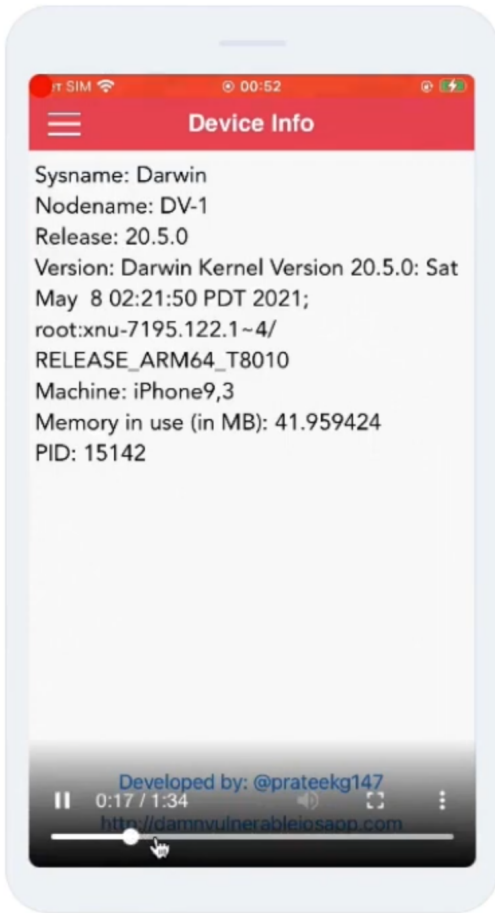 SIM
00:52
Device Info
Sysname: Darwin
Nodename: DV-1
Release: 20.5.0
Version: Darwin Kernel Version 20.5.0: Sat
May 8 02:21:50 PDT 2021;
root:xnu-7195.122.1~4/
RELEASE_ARM64_T8010
Machine: iPhone9,3
Memory in use (in MB): 41.959424
PID: 15142
Developed by: @prateekg147
0:17 / 1:34
http://damnvulnerableiosapp.com